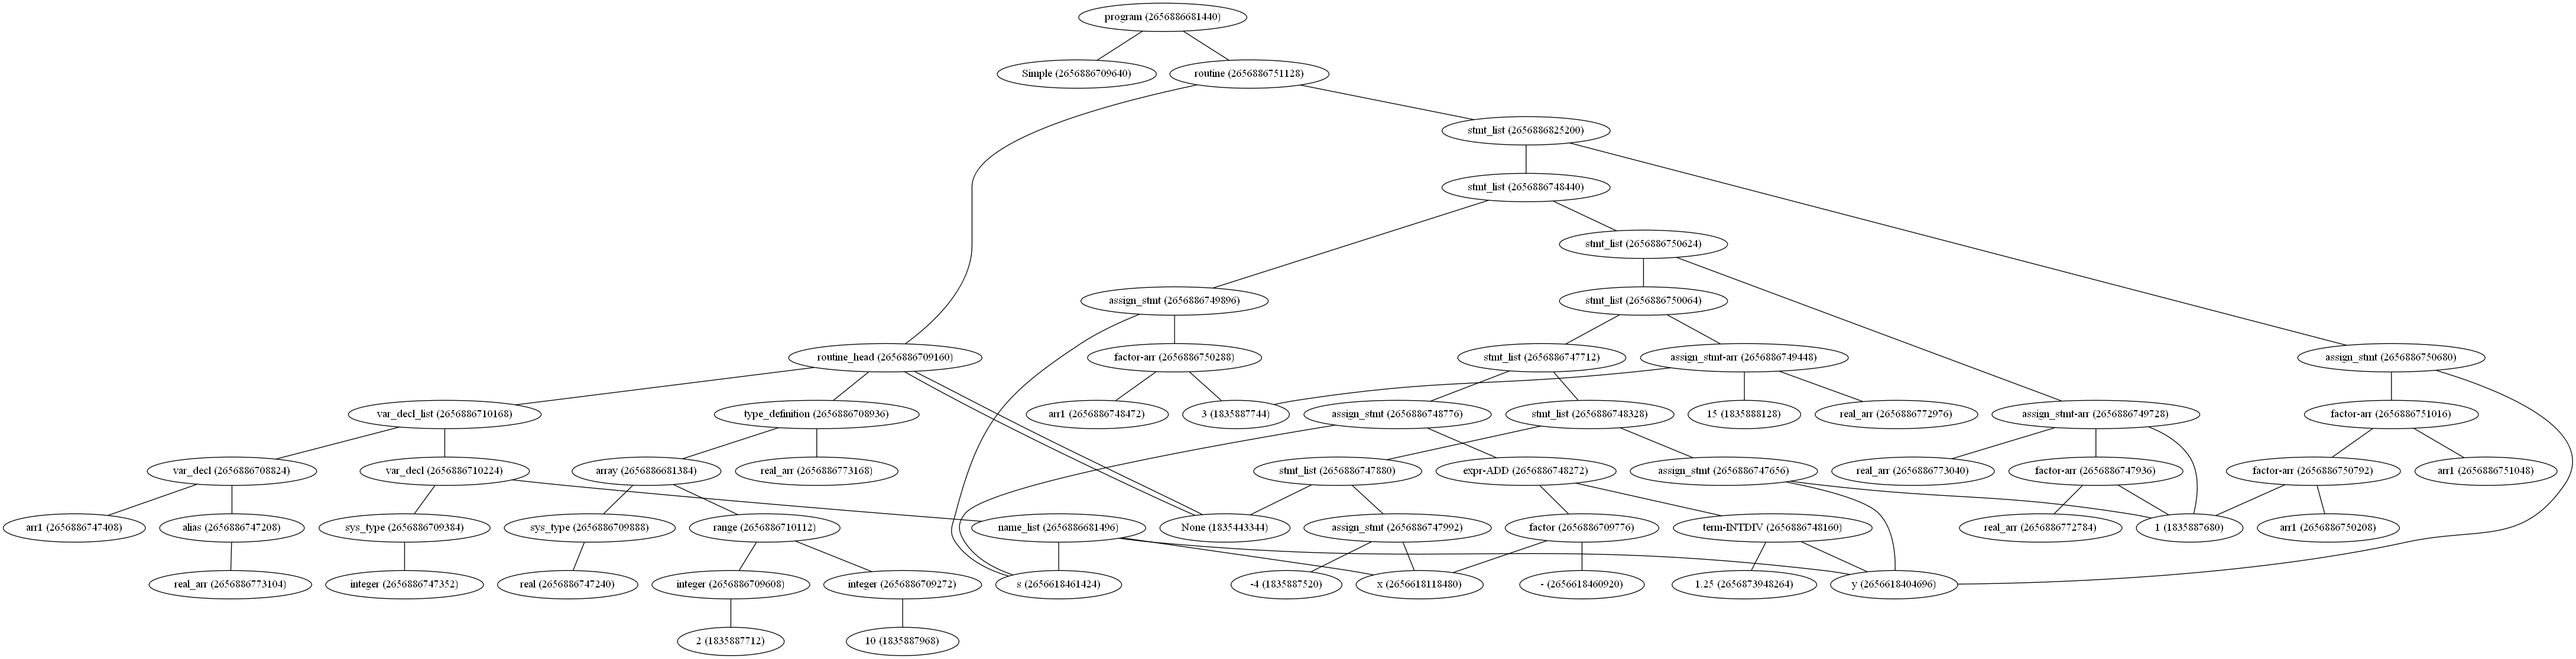 program (2656886681440)
Simple (2656886709640)
routine (2656886751128)
stmt_list (2656886825200)
stmt_list (2656886748440)
stmt_list (2656886750624)
assign_stmt (2656886749896)
stmt_list (2656886750064)
routine_head (2656886709160)
factor-arr (2656886750288)
stmt_list (2656886747712)
assign_stmt-arr (2656886749448)
assign_stmt (2656886750680)
var_decl_list (2656886710168)
type_definition (2656886708936)
arr1 (2656886748472)
3 (1835887744)
assign_stmt (2656886748776)
stmt_list (2656886748328)
15 (1835888128)
real_arr (2656886772976)
assign_stmt-arr (2656886749728)
factor-arr (2656886751016)
var_decl (2656886708824)
var_decl (2656886710224)
array (2656886681384)
real_arr (2656886773168)
stmt_list (2656886747880)
expr-ADD (2656886748272)
assign_stmt (2656886747656)
real_arr (2656886773040)
factor-arr (2656886747936)
factor-arr (2656886750792)
arr1 (2656886751048)
arr1 (2656886747408)
alias (2656886747208)
sys_type (2656886709384)
sys_type (2656886709888)
range (2656886710112)
name_list (2656886681496)
None (1835443344)
assign_stmt (2656886747992)
factor (2656886709776)
term-INTDIV (2656886748160)
real_arr (2656886772784)
1 (1835887680)
arr1 (2656886750208)
real_arr (2656886773104)
integer (2656886747352)
real (2656886747240)
integer (2656886709608)
integer (2656886709272)
s (2656618461424)
-4 (1835887520)
x (2656618118480)
- (2656618460920)
1.25 (2656873948264)
y (2656618404696)
2 (1835887712)
10 (1835887968)